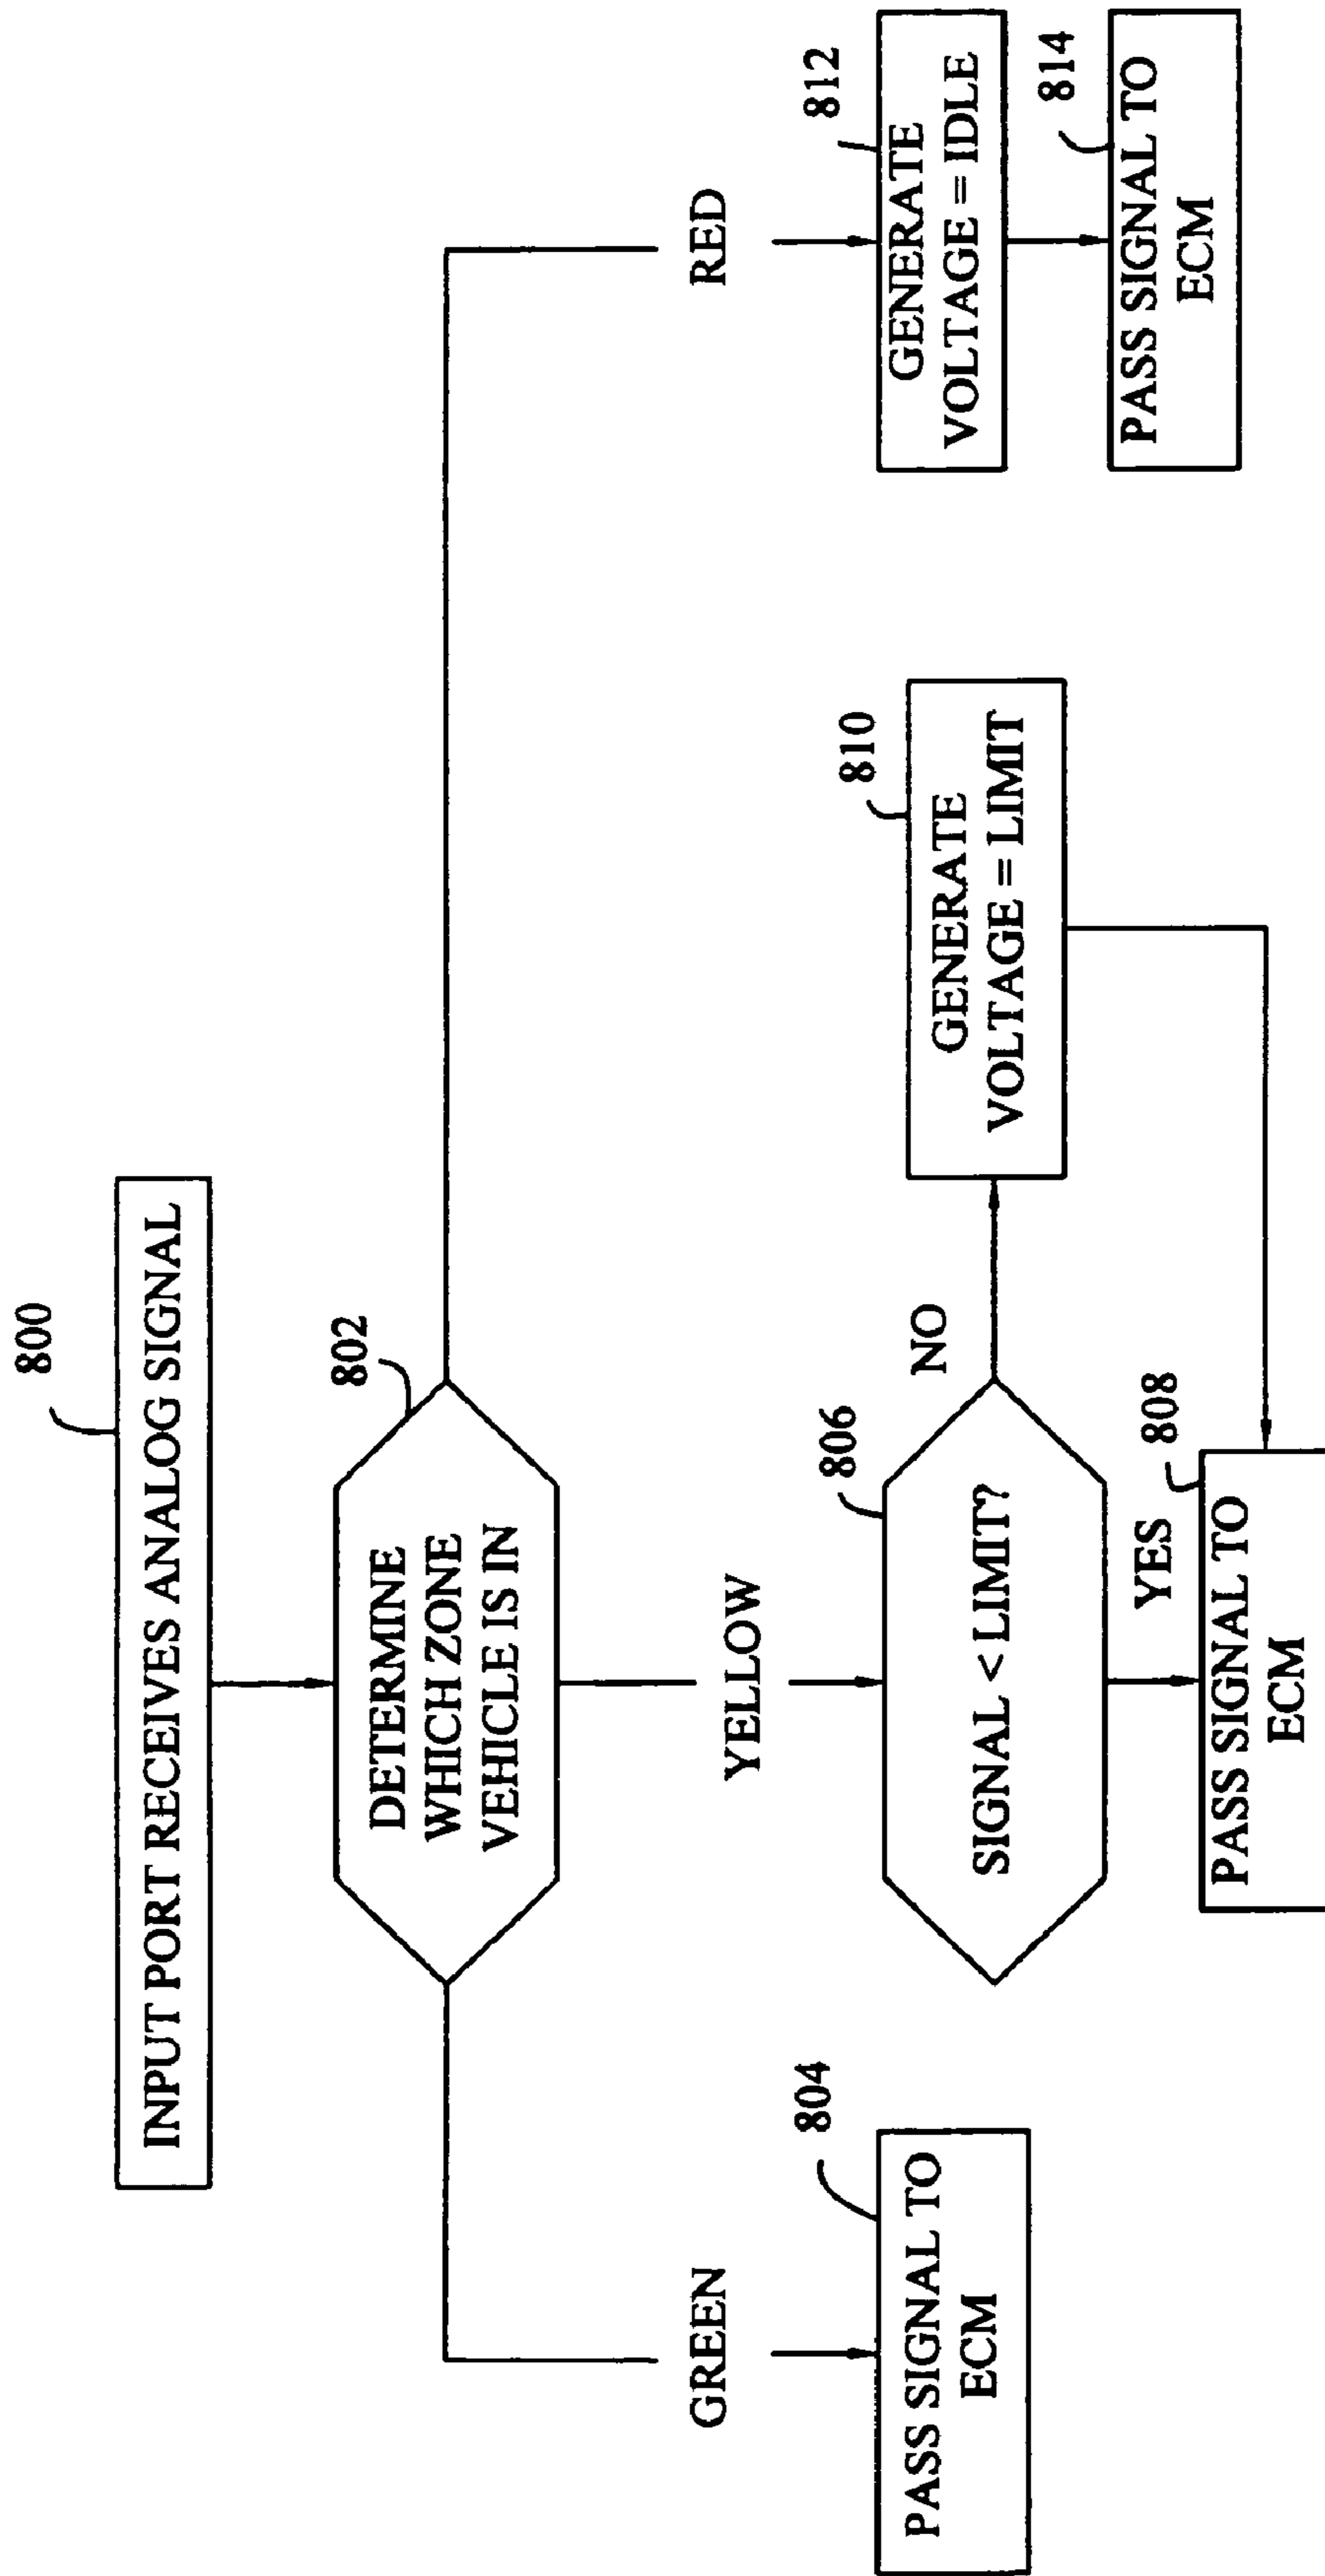 800
INPUT PORT RECEIVES ANALOG SIGNAL
802
DETERMINE
WHICH ZONE
VEHICLE IS IN
GREEN
YELLOW
RED
804
PASS SIGNAL TO
ECM
806
SIGNAL < LIMIT?
NO
YES
808
PASS SIGNAL TO
ECM
810
GENERATE
VOLTAGE = LIMIT
812
GENERATE
VOLTAGE = IDLE
814
PASS SIGNAL TO
ECM